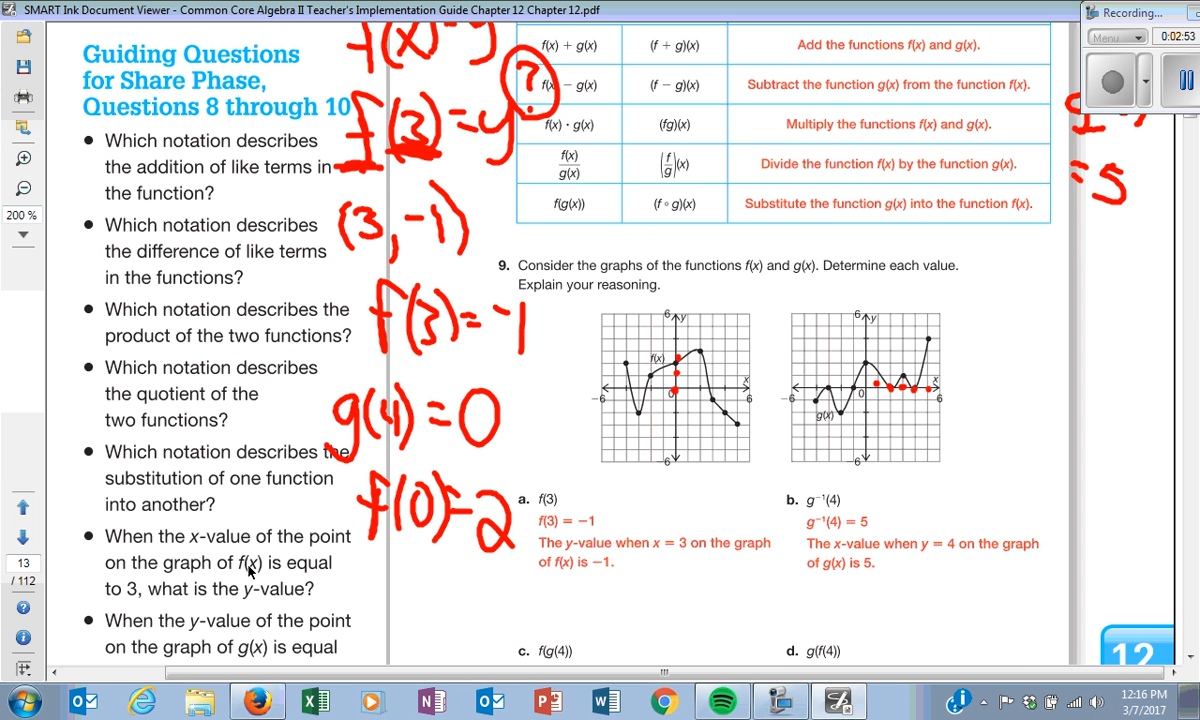 SMART Ink Document Viewer - Common Core Algebra II Teacher's Implementation Guide Chapter 12 Chapter 12.pdf
Recording...
Menu
0:02:53
200 %
13
/ 112
Guiding Questions
for Share Phase,
Questions 8 through 10
• Which notation describes
the addition of like terms in
the function?
• Which notation describes
the difference of like terms
in the functions?
• Which notation describes the
product of the two functions?
• Which notation describes
the quotient of the
two functions?
• Which notation describes the
substitution of one function
into another?
• When the x-value of the point
on the graph of f(x) is equal
to 3, what is the y-value?
• When the y-value of the point
on the graph of g(x) is equal
f(x)=y
f(3)=y ?
(3,-1)
f(3)=-1
g(4)=0
f(0)=2
= 5
f(x) + g(x) (f + g)(x) Add the functions f(x) and g(x).
f(x) − g(x) (f − g)(x) Subtract the function g(x) from the function f(x).
f(x) · g(x) (fg)(x) Multiply the functions f(x) and g(x).
f(x)/g(x) (f/g)(x) Divide the function f(x) by the function g(x).
f(g(x)) (f ∘ g)(x) Substitute the function g(x) into the function f(x).
9. Consider the graphs of the functions f(x) and g(x). Determine each value.
Explain your reasoning.
6 y
f(x)
x
−6 0 6
−6
6 y
x
−6 0 6
g(x)
−6
a. f(3)
f(3) = −1
The y-value when x = 3 on the graph
of f(x) is −1.
b. g⁻¹(4)
g⁻¹(4) = 5
The x-value when y = 4 on the graph
of g(x) is 5.
c. f(g(4))
d. g(f(4))
12
12:16 PM
3/7/2017